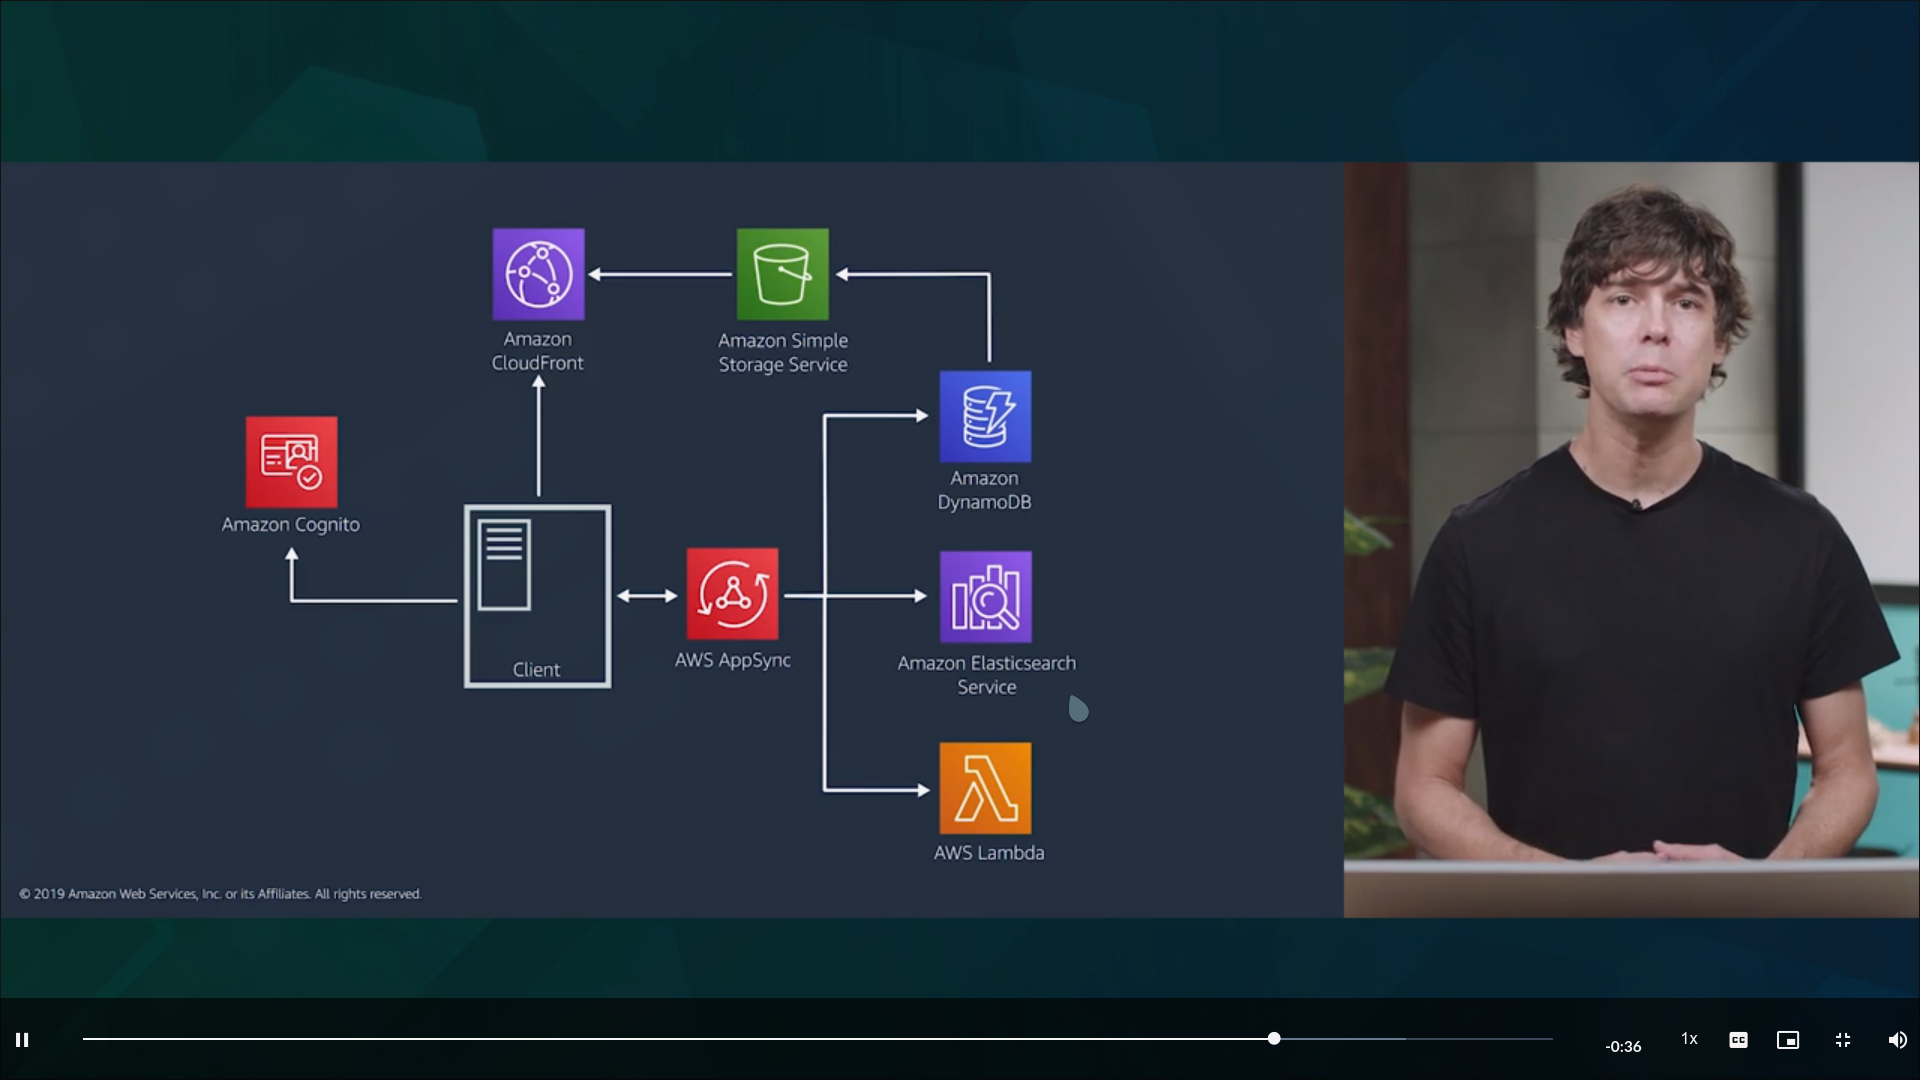 Amazon
CloudFront
Amazon Simple
Storage Service
Amazon Cognito
Amazon
DynamoDB
Client
AWS AppSync
Amazon Elasticsearch
Service
AWS Lambda
© 2019 Amazon Web Services, Inc. or its Affiliates. All rights reserved.
-0:36
1x
CC